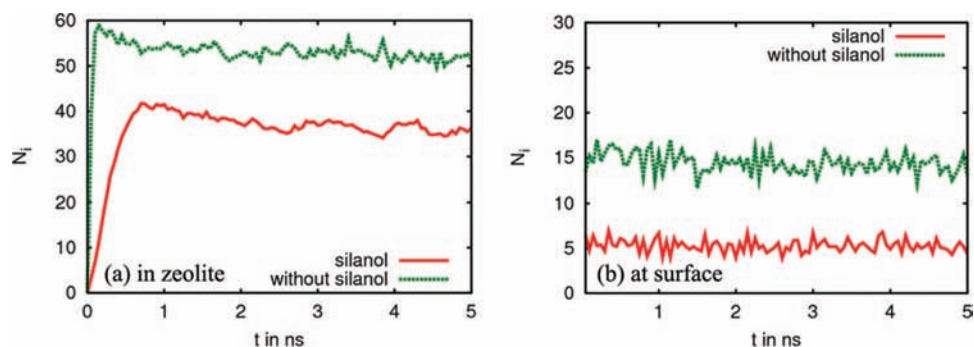 60
50
40
30
20
10
0
N_i
silanol
without silanol
(a) in zeolite
0 1 2 3 4 5
t in ns
30
25
20
15
10
5
0
N_i
silanol
without silanol
(b) at surface
1 2 3 4 5
t in ns